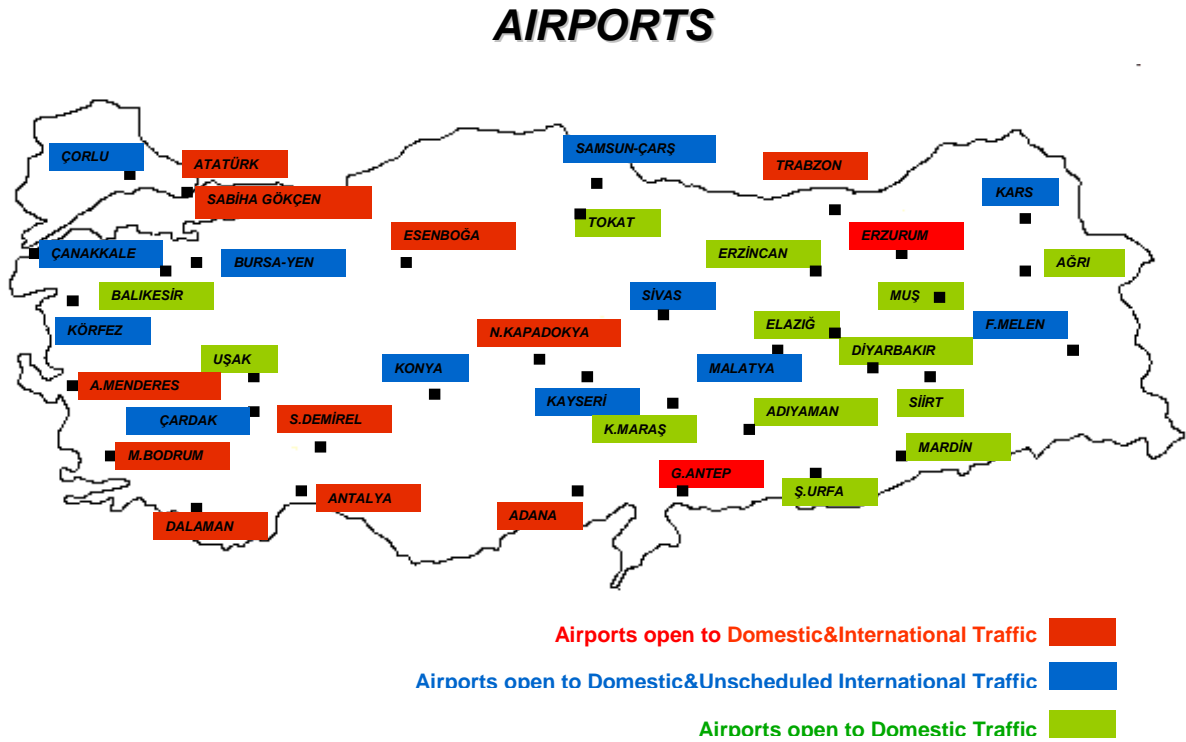 AIRPORTS
ÇORLU
ATATÜRK
SAMSUN-ÇARŞ
TRABZON
KARS
SABİHA GÖKÇEN
TOKAT
ESENBOĞA
ERZURUM
ÇANAKKALE
BURSA-YEN
ERZİNCAN
AĞRI
BALIKESİR
SİVAS
MUŞ
KÖRFEZ
N.KAPADOKYA
ELAZIĞ
F.MELEN
UŞAK
DİYARBAKIR
KONYA
MALATYA
A.MENDERES
KAYSERİ
SİİRT
ÇARDAK
S.DEMİREL
K.MARAŞ
ADIYAMAN
M.BODRUM
MARDİN
G.ANTEP
ANTALYA
Ş.URFA
DALAMAN
ADANA
Airports open to Domestic&International Traffic
Airports open to Domestic&Unscheduled International Traffic
Airports open to Domestic Traffic